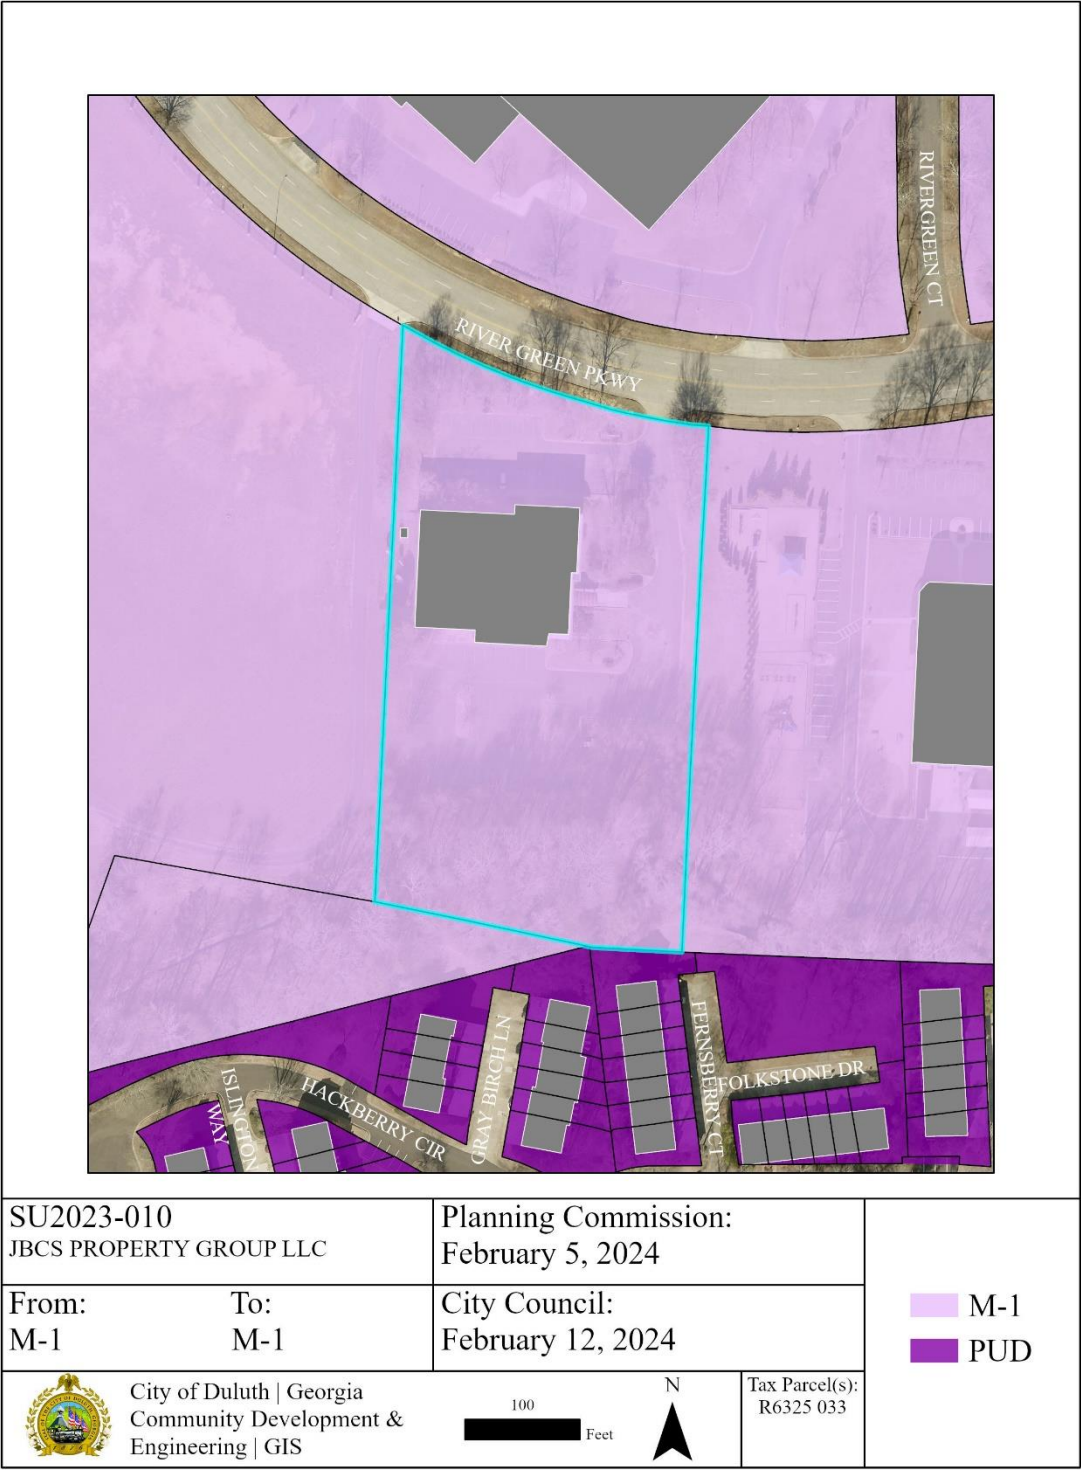 RIVERGREEN CT
RIVER GREEN PKWY
FERNSBERRY CT
FOLKSTONE DR
GRAY BIRCH LN
HACKBERRY CIR
ISLINGTON
WAY
SU2023-010
JBCS PROPERTY GROUP LLC
Planning Commission:
February 5, 2024
From: To:
M-1 M-1
City Council:
February 12, 2024
M-1
PUD
City of Duluth | Georgia
Community Development &
Engineering | GIS
100
Feet
N
Tax Parcel(s):
R6325 033